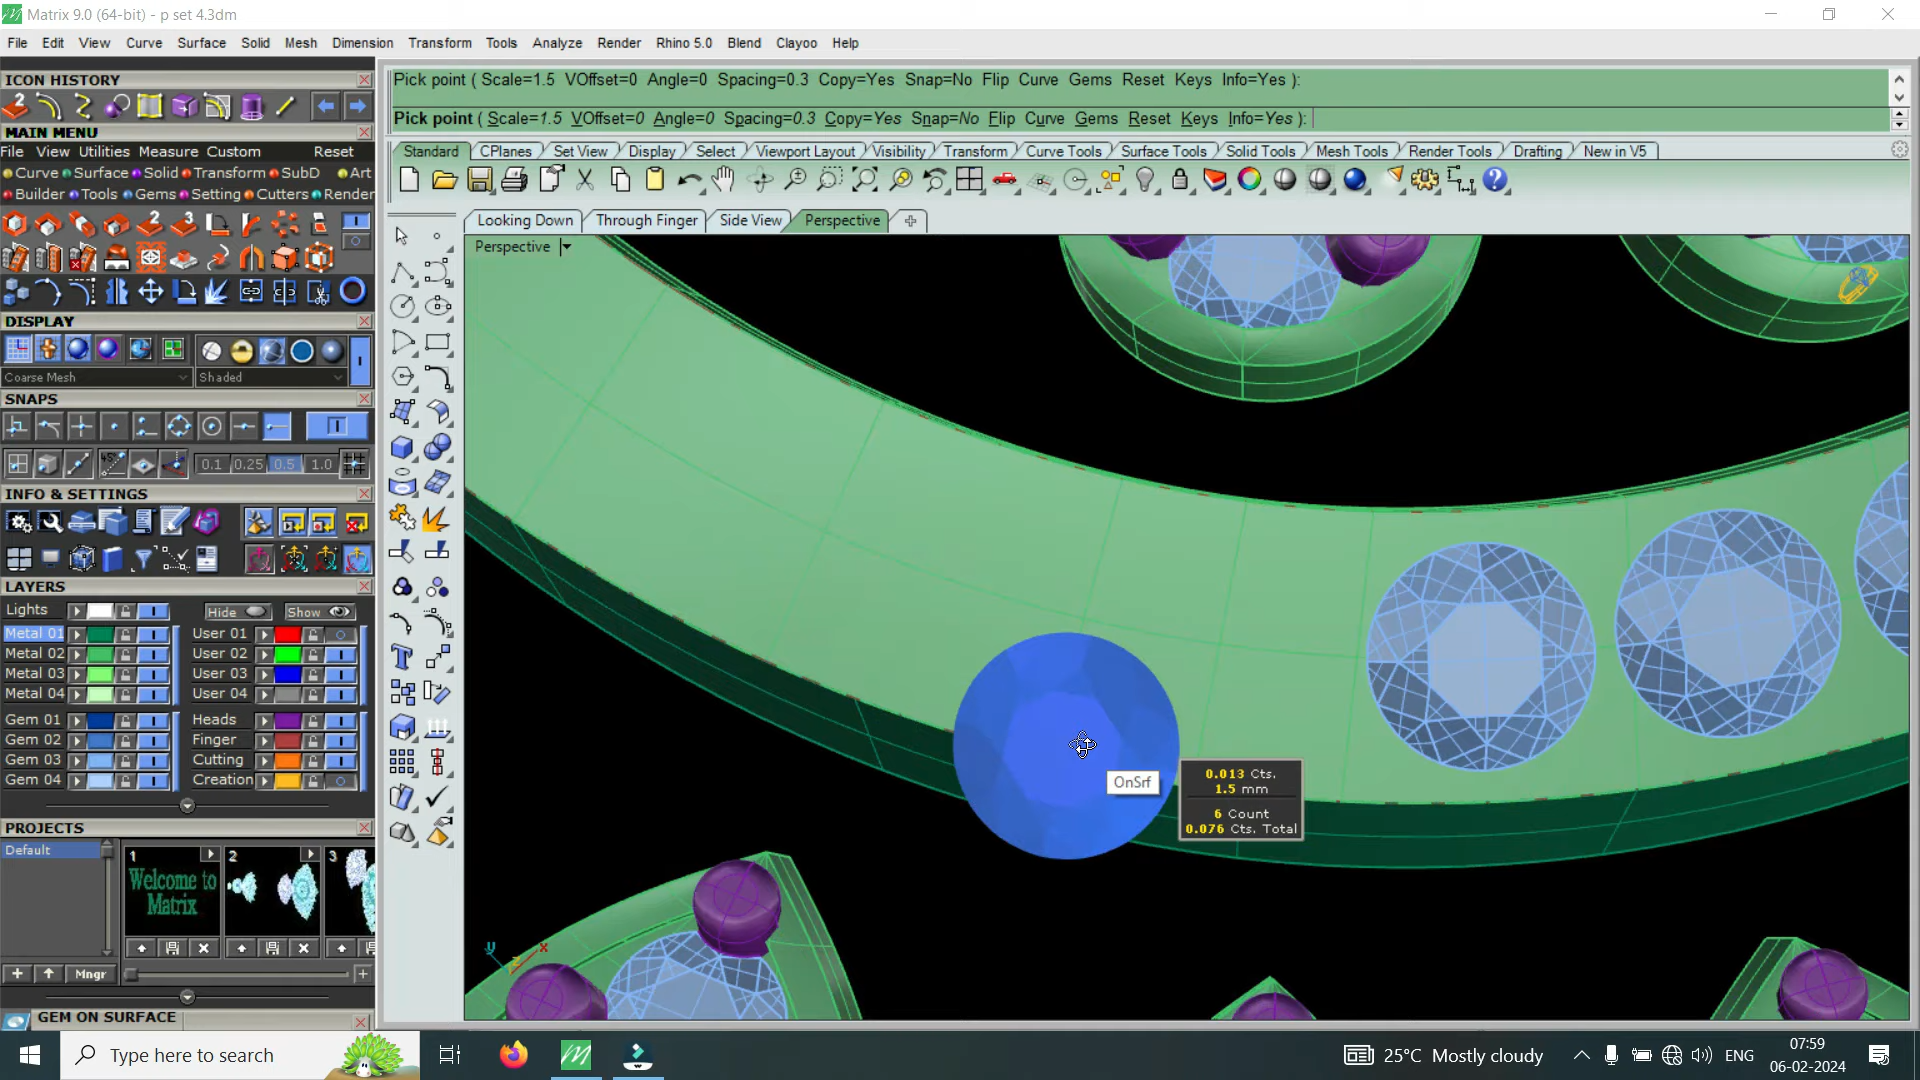 Matrix 9.0 (64-bit) - p set 4.3dm
File Edit View Curve Surface Solid Mesh Dimension Transform Tools Analyze Render Rhino 5.0 Blend Clayoo Help
ICON HISTORY
MAIN MENU
File View Utilities Measure Custom Reset
Curve Surface Solid Transform SubD Art
Builder Tools Gems Setting Cutters Render
DISPLAY
Coarse Mesh Shaded
SNAPS
0.1 0.25 0.5 1.0
INFO & SETTINGS
LAYERS
Lights Hide Show
Metal 01 User 01
Metal 02 User 02
Metal 03 User 03
Metal 04 User 04
Gem 01 Heads
Gem 02 Finger
Gem 03 Cutting
Gem 04 Creation
PROJECTS
Default
1 2 3
Welcome to
Matrix
Mngr
GEM ON SURFACE
Pick point ( Scale=1.5 VOffset=0 Angle=0 Spacing=0.3 Copy=Yes Snap=No Flip Curve Gems Reset Keys Info=Yes ):
Pick point ( Scale=1.5 VOffset=0 Angle=0 Spacing=0.3 Copy=Yes Snap=No Flip Curve Gems Reset Keys Info=Yes ):
Standard CPlanes Set View Display Select Viewport Layout Visibility Transform Curve Tools Surface Tools Solid Tools Mesh Tools Render Tools Drafting New in V5
Looking Down Through Finger Side View Perspective
Perspective
OnSrf
0.013 Cts.
1.5 mm
6 Count
0.076 Cts. Total
y x
Type here to search
25°C Mostly cloudy
ENG
07:59
06-02-2024